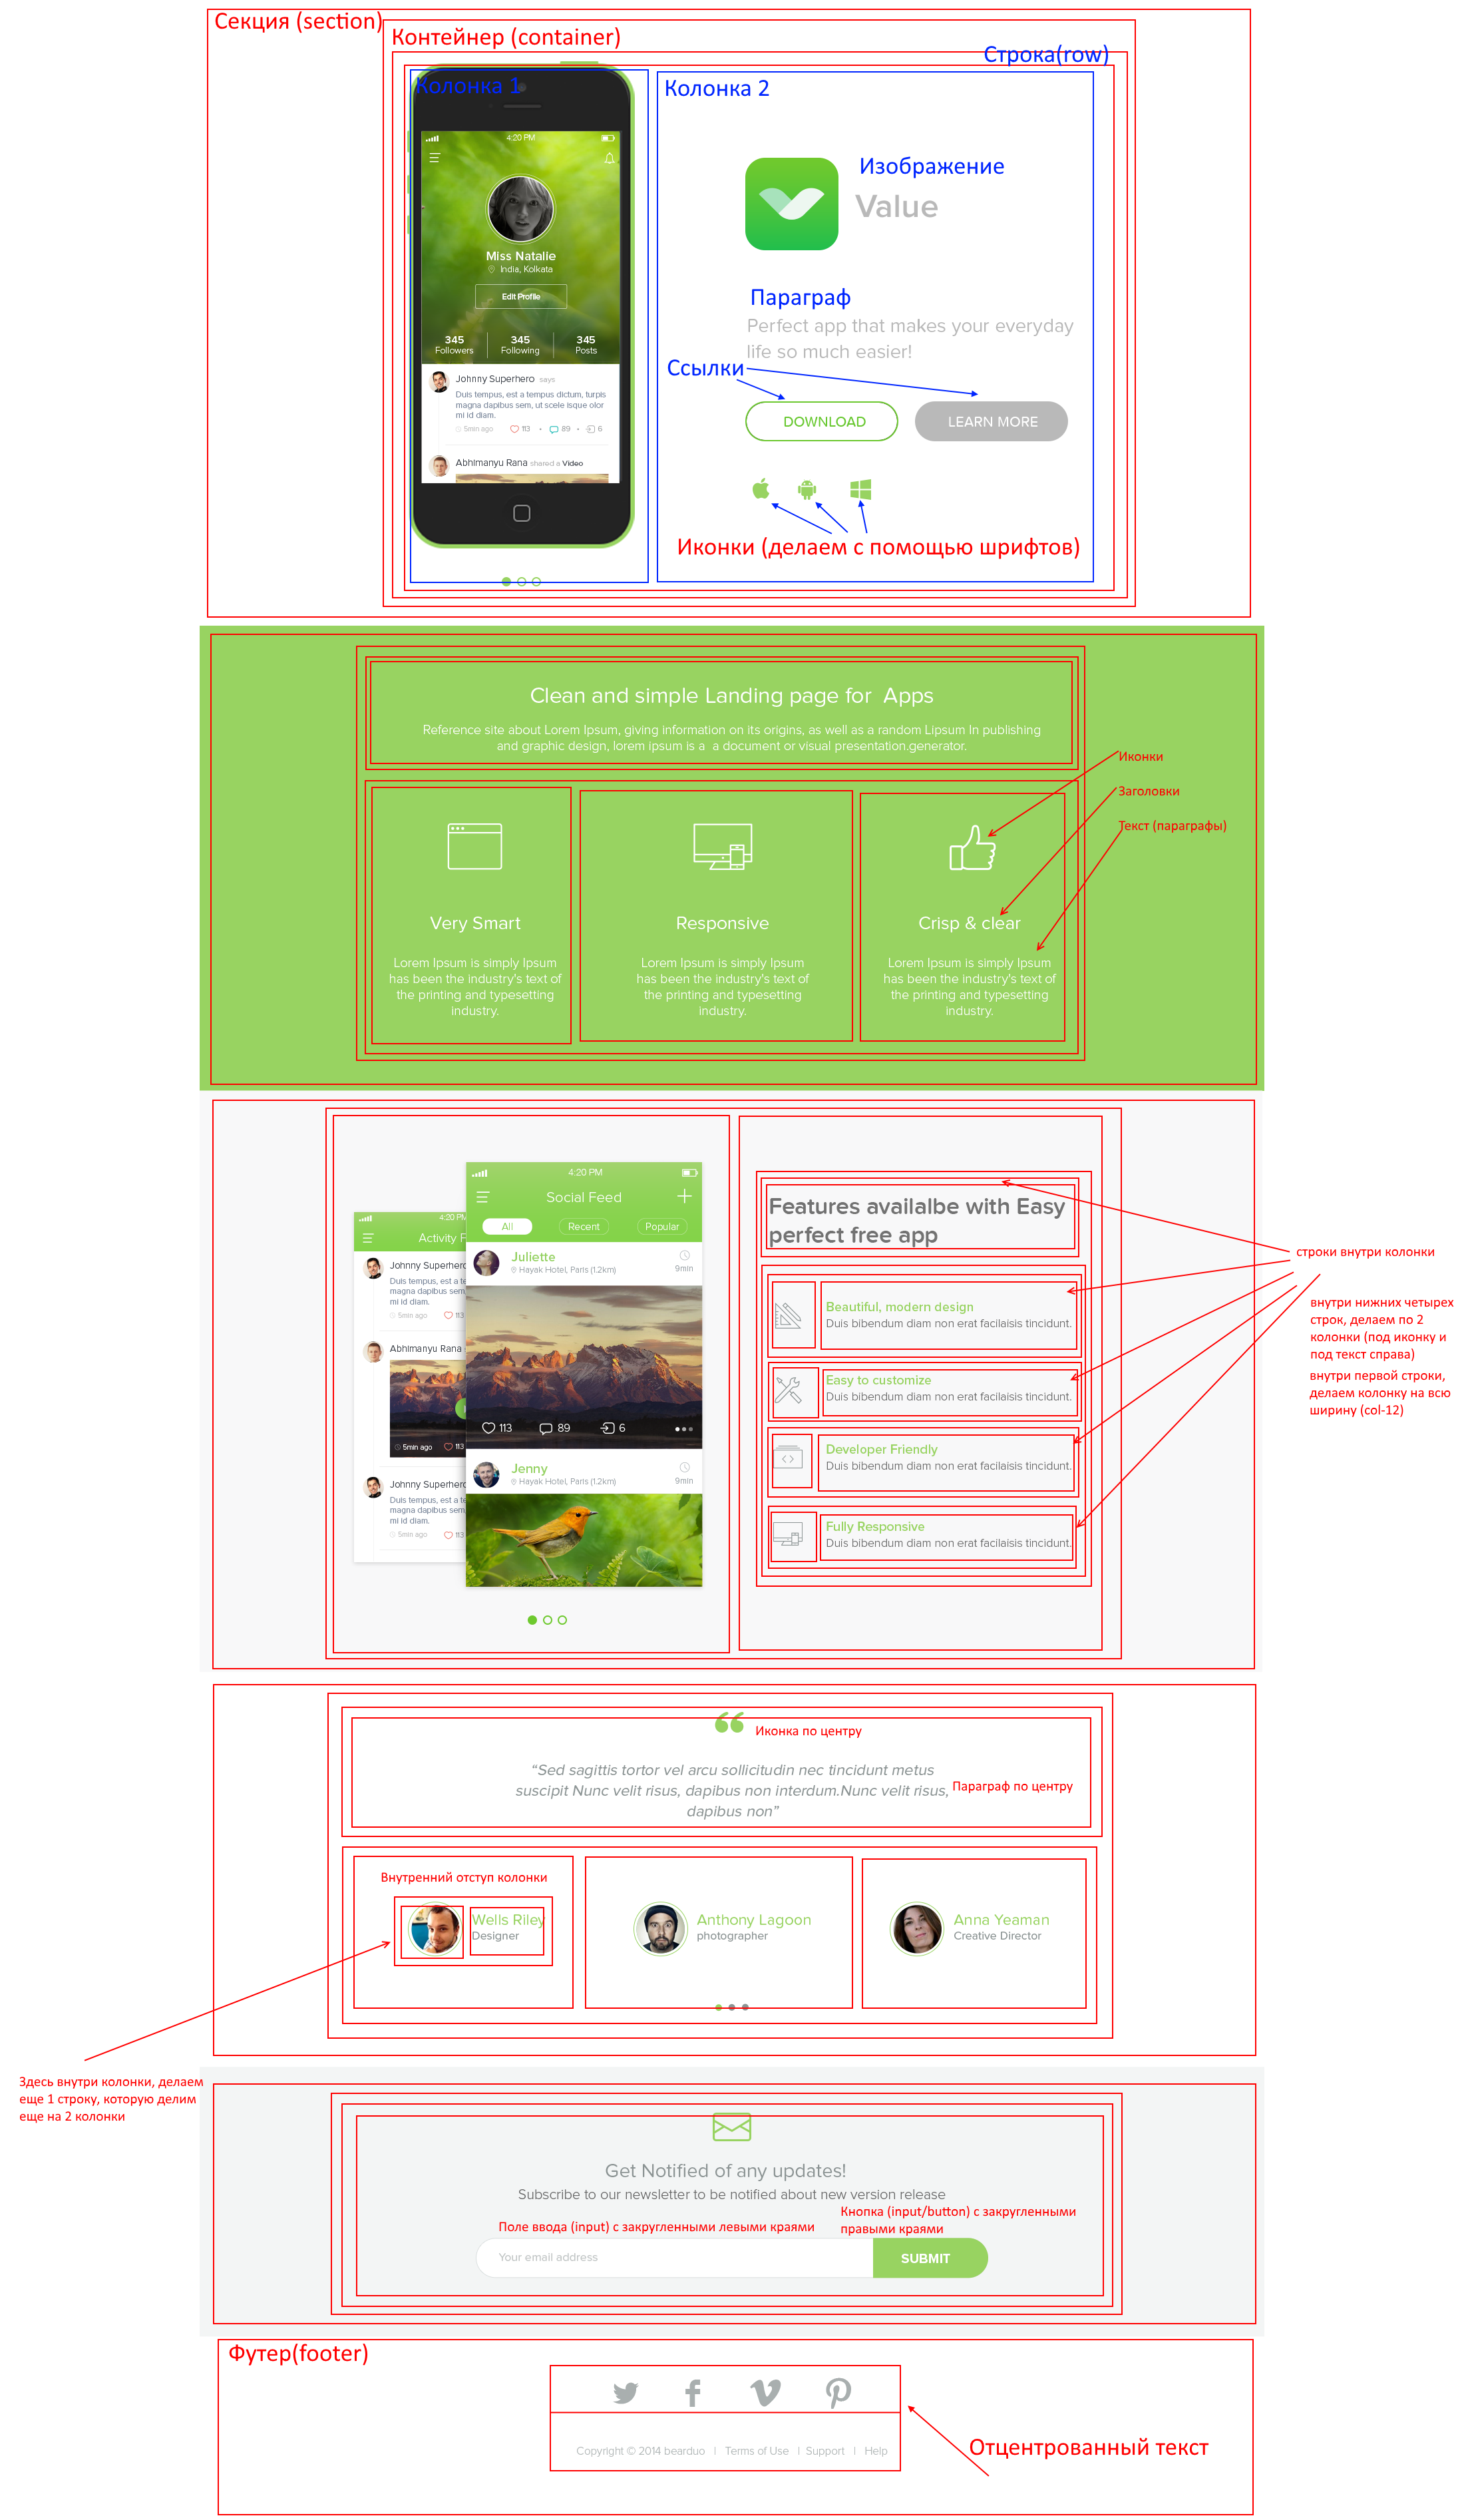 Секция (section)
Контейнер (container)
Строка(row)
Колонка 1
Колонка 2
4:20 PM
Miss Natalie
India, Kolkata
Edit Profile
345
345
345
Followers
Following
Posts
Johnny Superhero says
Duis tempus, est a tempus dictum, turpis
magna dapibus sem, ut scele isque olor
mi id diam.
5min ago
113
89
6
Abhimanyu Rana shared a Video
Изображение
Value
Параграф
Perfect app that makes your everyday
life so much easier!
Ссылки
DOWNLOAD
LEARN MORE
Иконки (делаем с помощью шрифтов)
Clean and simple Landing page for Apps
Reference site about Lorem Ipsum, giving information on its origins, as well as a random Lipsum In publishing
and graphic design, lorem ipsum is a a document or visual presentation.generator.
Иконки
Заголовки
Текст (параграфы)
Very Smart
Lorem Ipsum is simply Ipsum
has been the industry's text of
the printing and typesetting
industry.
Responsive
Lorem Ipsum is simply Ipsum
has been the industry's text of
the printing and typesetting
industry.
Crisp & clear
Lorem Ipsum is simply Ipsum
has been the industry's text of
the printing and typesetting
industry.
4:20 PM
Activity F
Johnny Superhero
Duis tempus, est a te
magna dapibus sem
mi id diam.
5min ago
113
Abhimanyu Rana
5min ago
113
Johnny Superhero
Duis tempus, est a te
magna dapibus sem
mi id diam.
5min ago
113
4:20 PM
Social Feed
All
Recent
Popular
Juliette
Hayak Hotel, Paris (1.2km)
9min
113
89
6
Jenny
Hayak Hotel, Paris (1.2km)
9min
Features availalbe with Easy
perfect free app
Beautiful, modern design
Duis bibendum diam non erat facilaisis tincidunt.
Easy to customize
Duis bibendum diam non erat facilaisis tincidunt.
Developer Friendly
Duis bibendum diam non erat facilaisis tincidunt.
Fully Responsive
Duis bibendum diam non erat facilaisis tincidunt.
строки внутри колонки
внутри нижних четырех
строк, делаем по 2
колонки (под иконку и
под текст справа)
внутри первой строки,
делаем колонку на всю
ширину (col-12)
Иконка по центру
“Sed sagittis tortor vel arcu sollicitudin nec tincidunt metus
suscipit Nunc velit risus, dapibus non interdum.Nunc velit risus,
dapibus non”
Параграф по центру
Внутренний отступ колонки
Wells Riley
Designer
Anthony Lagoon
photographer
Anna Yeaman
Creative Director
Здесь внутри колонки, делаем
еще 1 строку, которую делим
еще на 2 колонки
Get Notified of any updates!
Subscribe to our newsletter to be notified about new version release
Поле ввода (input) с закругленными левыми краями
Кнопка (input/button) с закругленными
правыми краями
Your email address
SUBMIT
Футер(footer)
Copyright © 2014 bearduo | Terms of Use | Support | Help
Отцентрованный текст